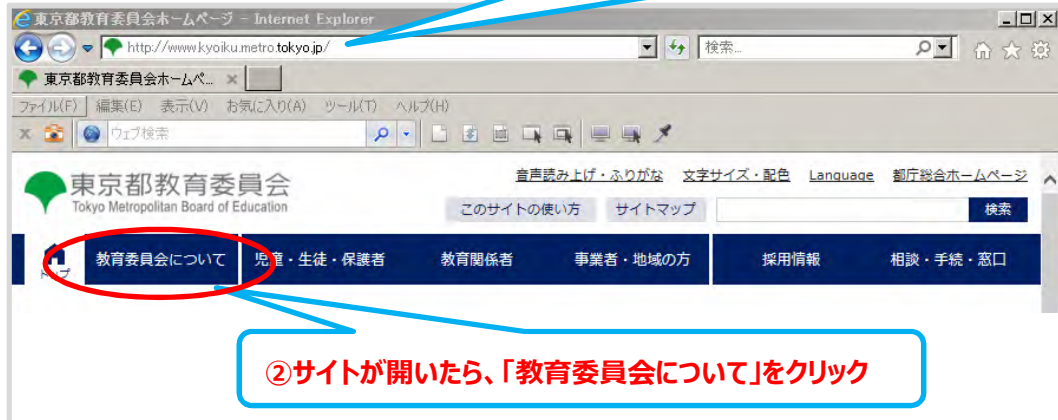 東京都教育委員会ホームページ - Internet Explorer
http://www.kyoiku.metro.tokyo.jp/
検索...
東京都教育委員会ホームペ...
ファイル(F) 編集(E) 表示(V) お気に入り(A) ツール(T) ヘルプ(H)
ウェブ検索
東京都教育委員会
Tokyo Metropolitan Board of Education
音声読み上げ・ふりがな 文字サイズ・配色 Language 都庁総合ホームページ
このサイトの使い方 サイトマップ 検索
トップ 教育委員会について 児童・生徒・保護者 教育関係者 事業者・地域の方 採用情報 相談・手続・窓口
②サイトが開いたら、「教育委員会について」をクリック